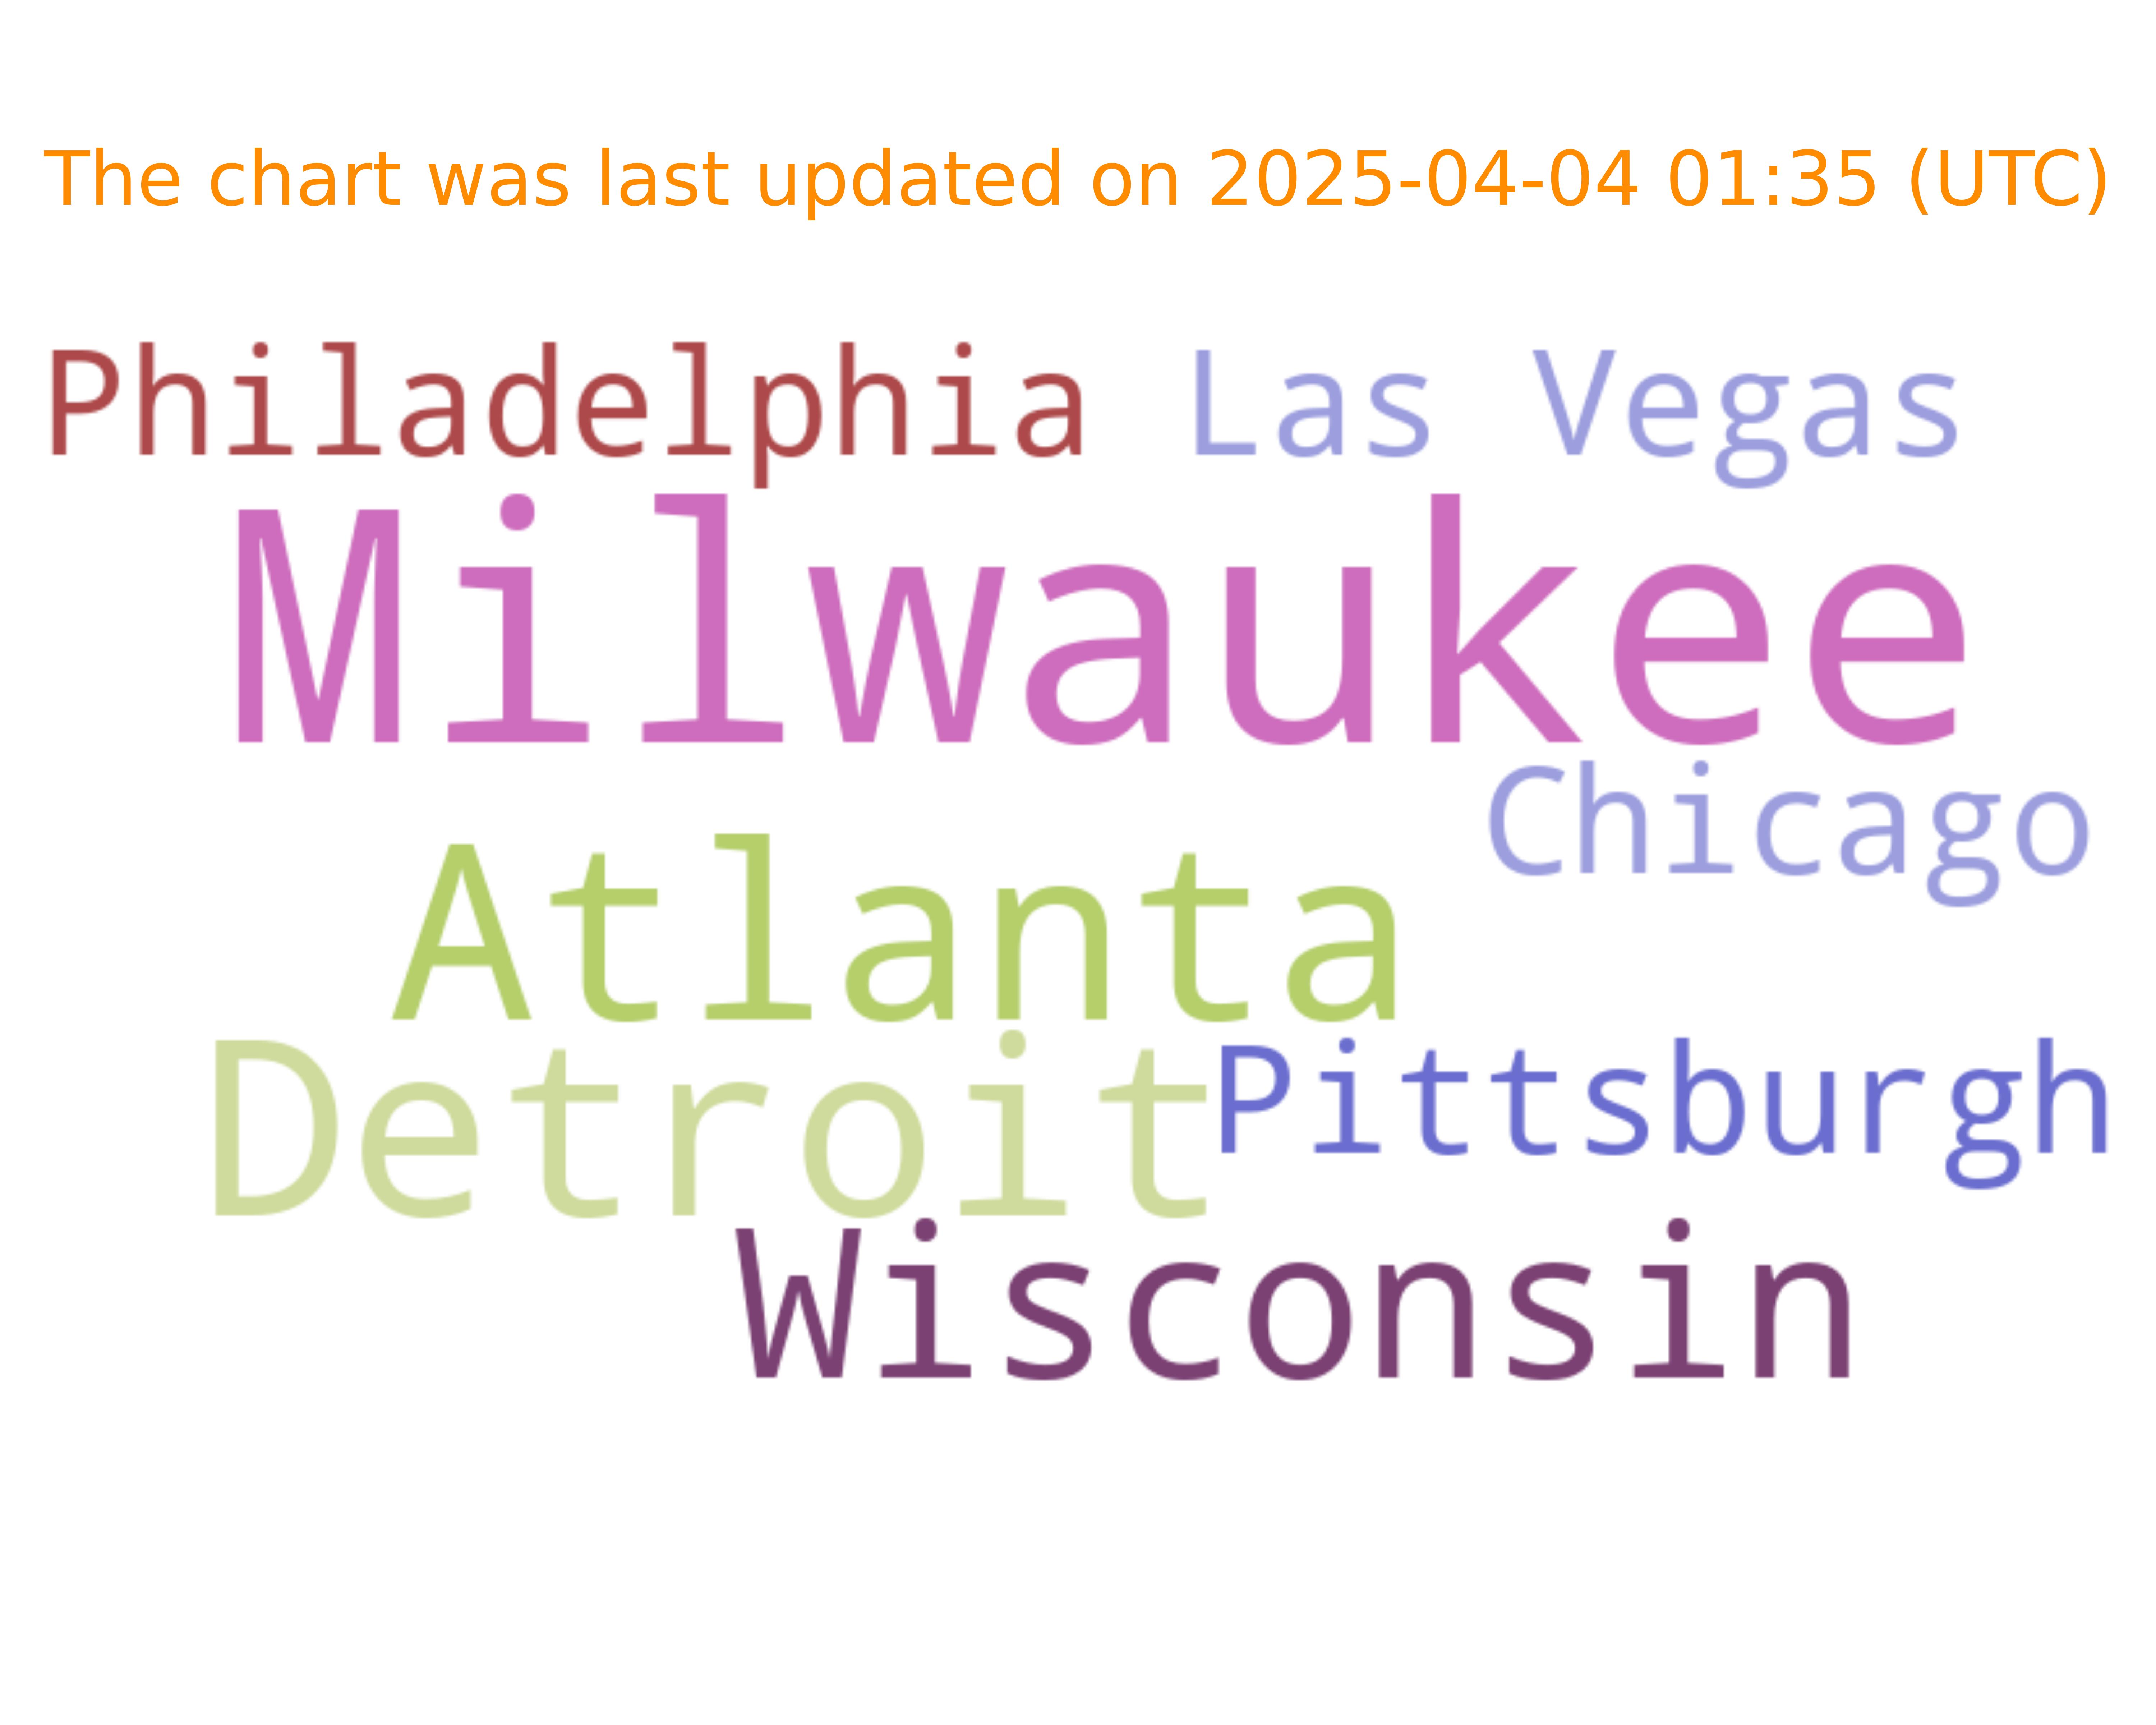 The chart was last updated on 2025-04-04 01:35 (UTC)
Philadelphia Las Vegas
Milwaukee
Chicago
Atlanta
Detroit Pittsburgh
Wisconsin